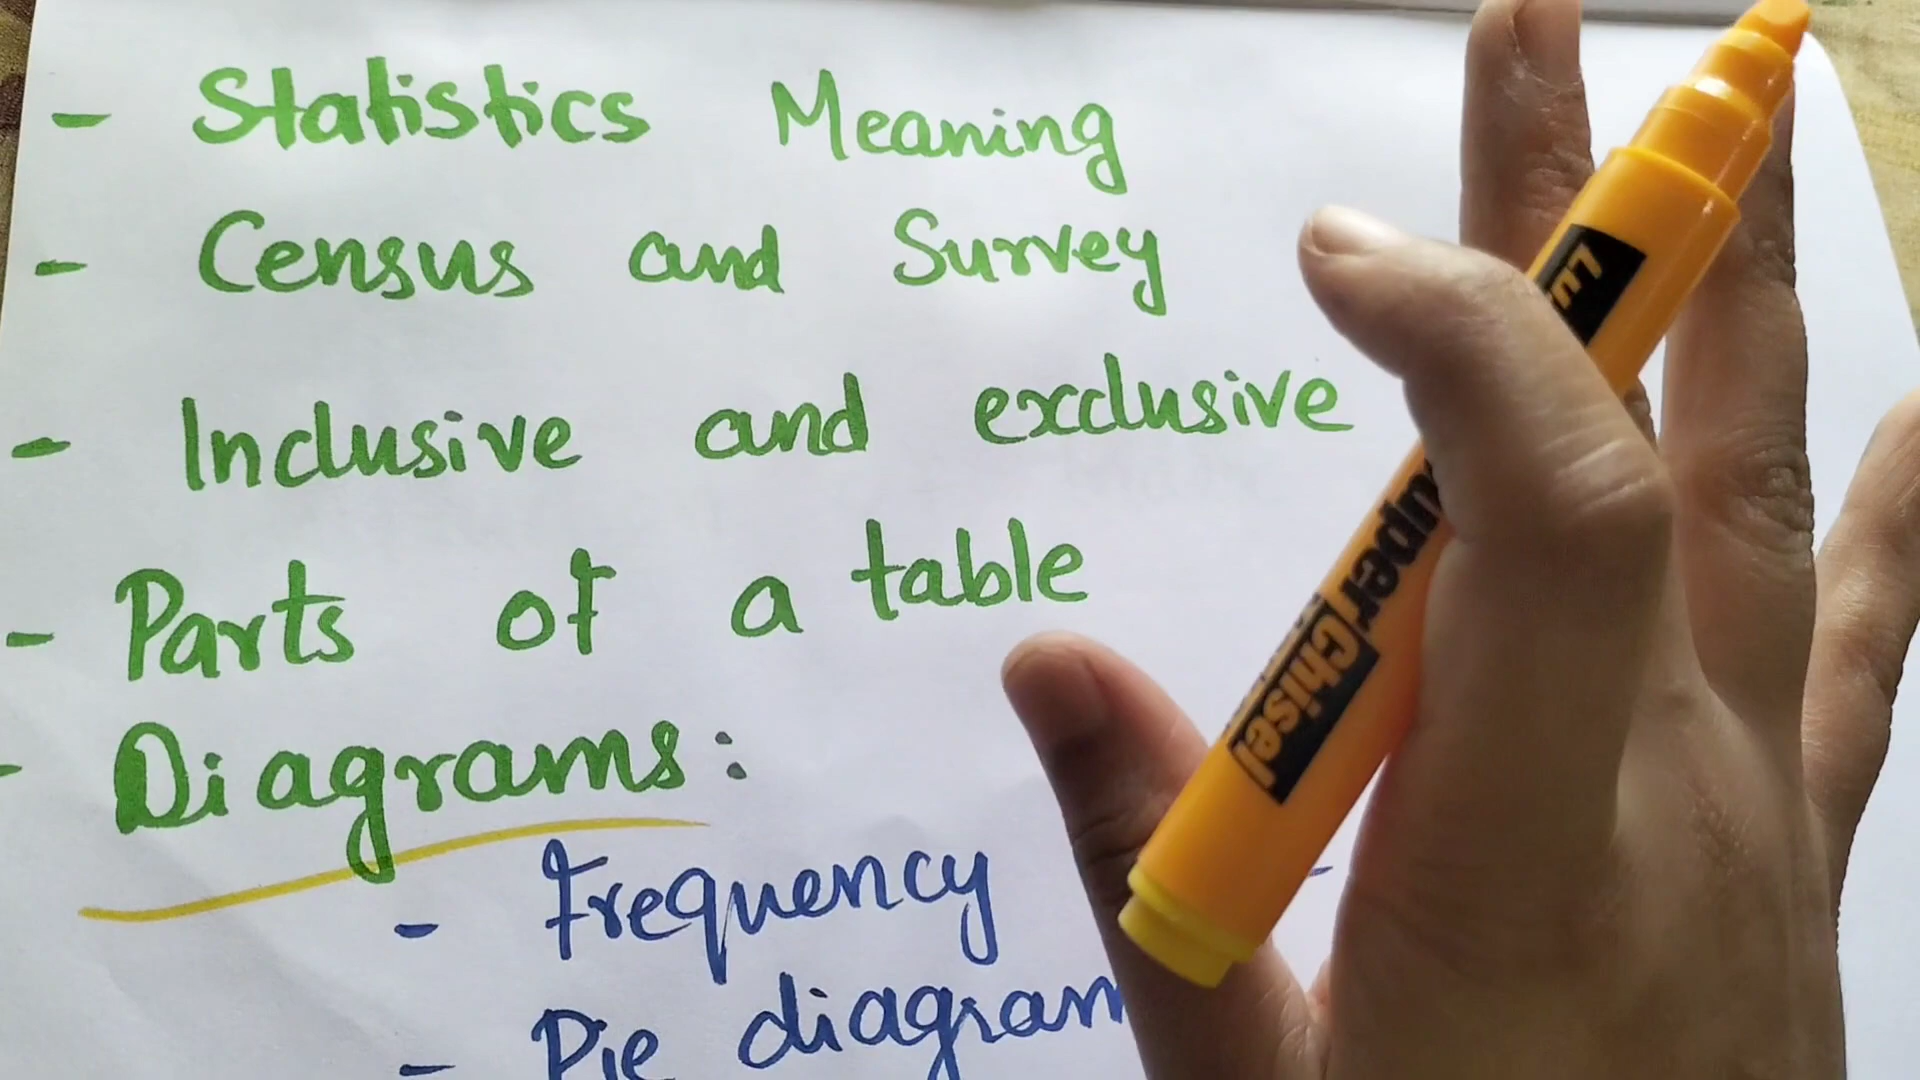 - Statistics Meaning
- Census and Survey
- Inclusive and exclusive
- Parts of a table
- Diagrams:
- Frequency
- Pie diagram
Chisel